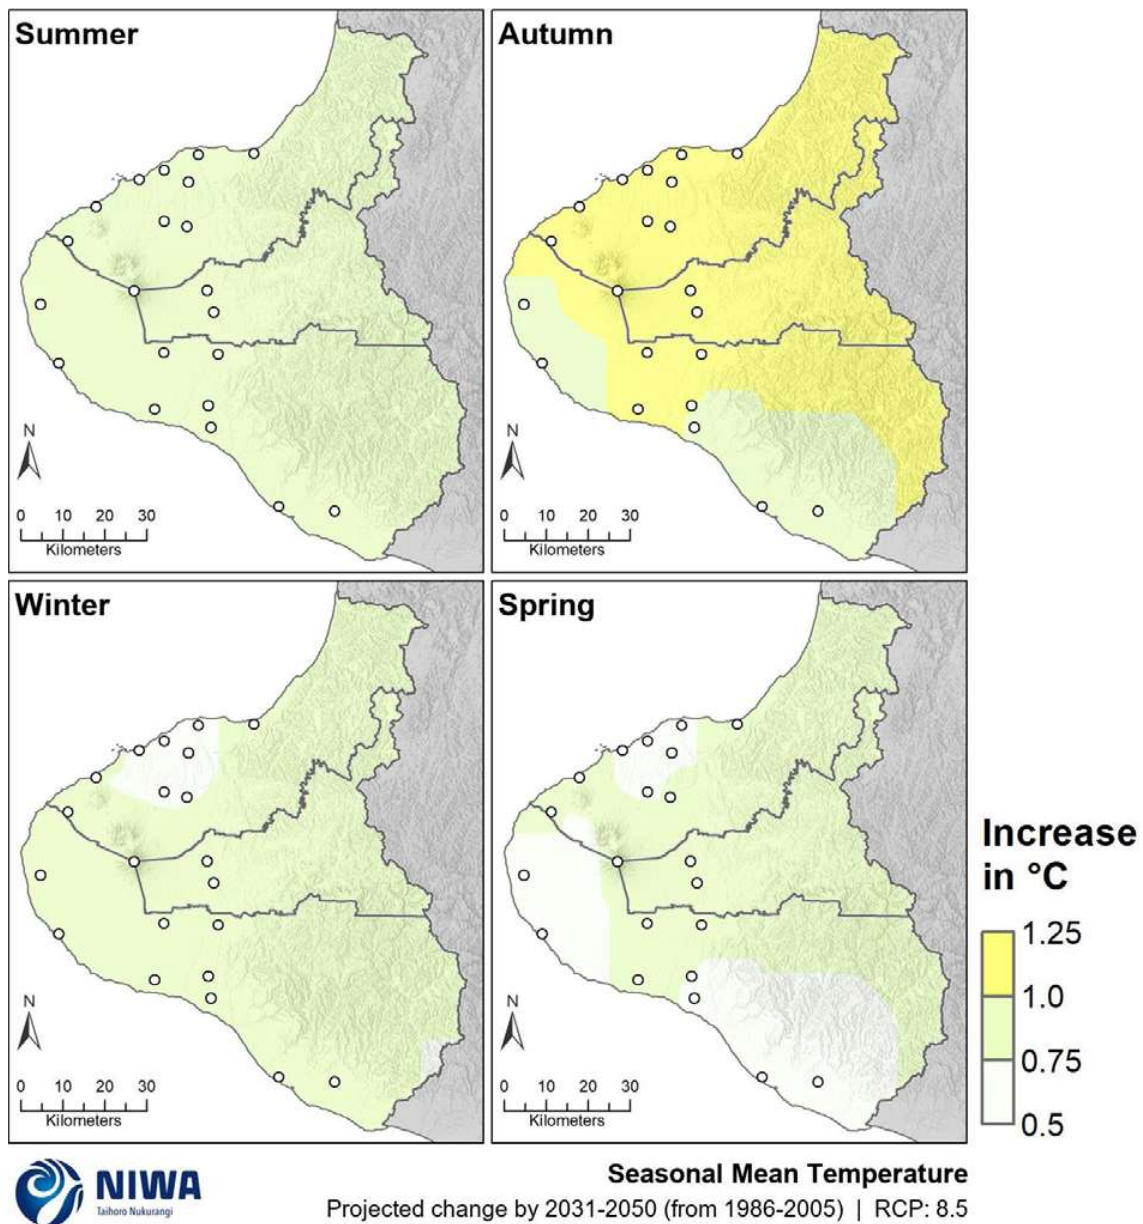 Summer
N
0 10 20 30
Kilometers
Autumn
N
0 10 20 30
Kilometers
Winter
N
0 10 20 30
Kilometers
Spring
N
0 10 20 30
Kilometers
Increase
in °C
1.25
1.0
0.75
0.5
NIWA
Taihoro Nukurangi
Seasonal Mean Temperature
Projected change by 2031-2050 (from 1986-2005) | RCP: 8.5